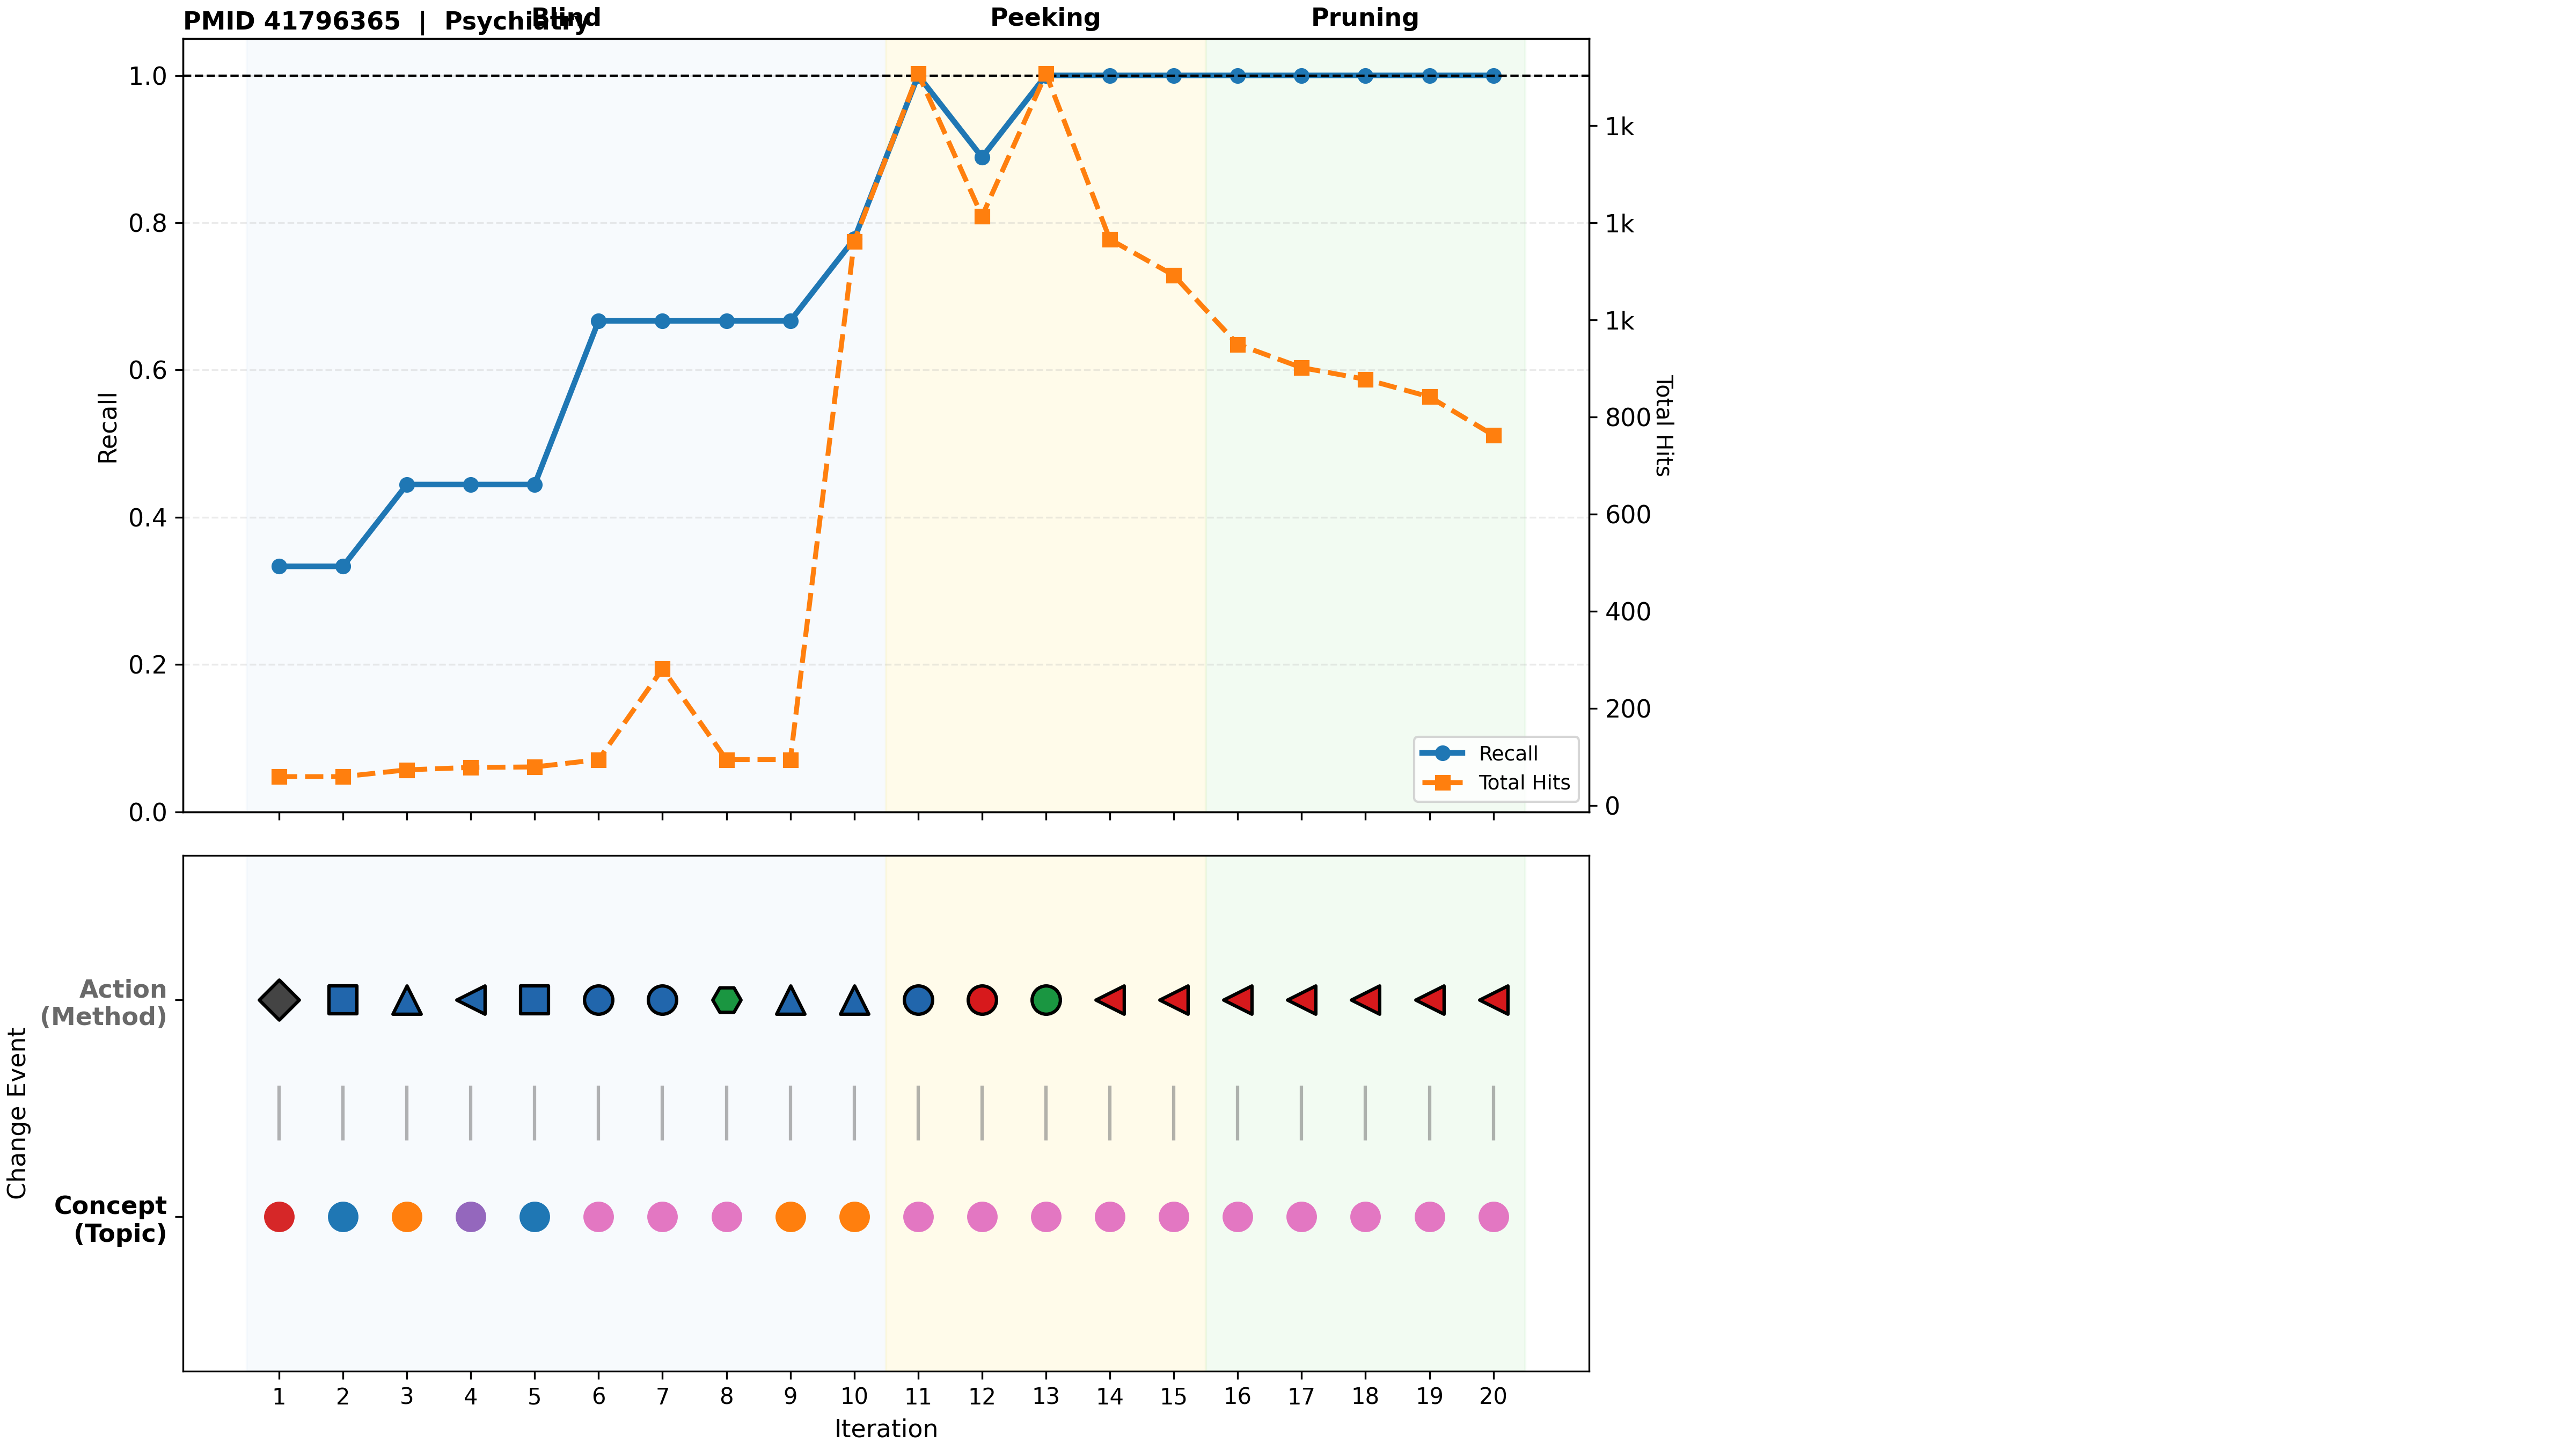 PMID 41796365 | Psychiatry
Blind
Peeking
Pruning
1.0
0.8
0.6
0.4
0.2
0.0
Recall
1k
1k
1k
800
600
400
200
0
Total Hits
Recall
Total Hits
Action
(Method)
Concept
(Topic)
Change Event
1 2 3 4 5 6 7 8 9 10 11 12 13 14 15 16 17 18 19 20
Iteration